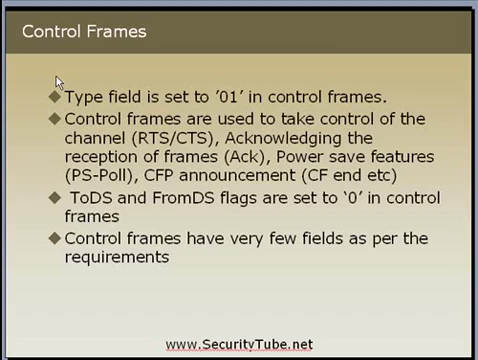 Control Frames
Type field is set to ’01’ in control frames.
Control frames are used to take control of the
channel (RTS/CTS), Acknowledging the
reception of frames (Ack), Power save features
(PS-Poll), CFP announcement (CF end etc)
ToDS and FromDS flags are set to ‘0’ in control
frames
Control frames have very few fields as per the
requirements
www.SecurityTube.net